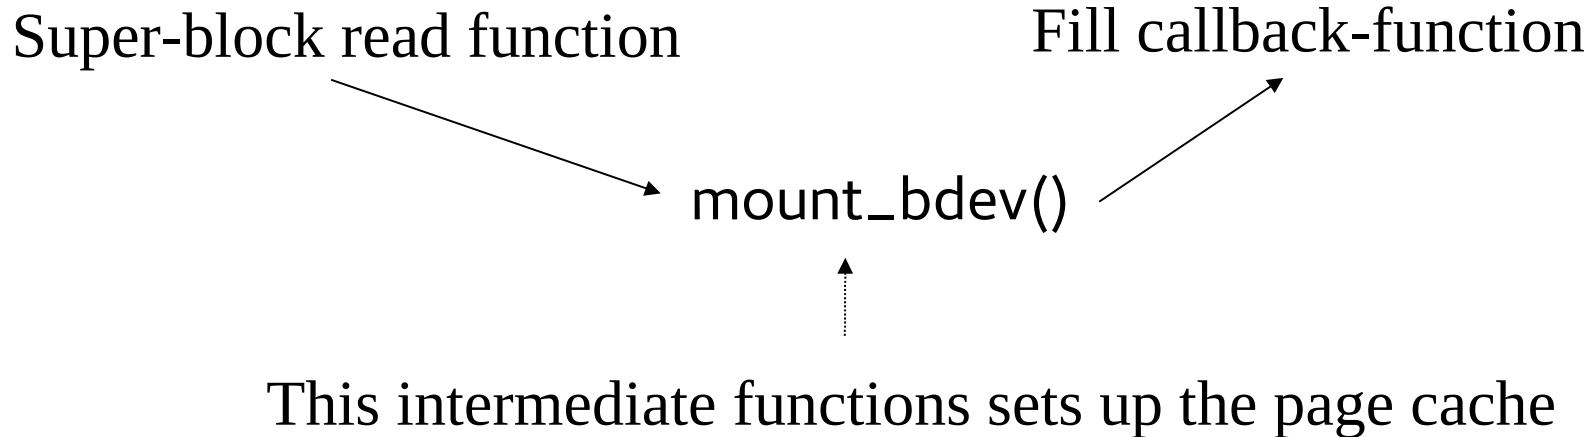 Super-block read function
Fill callback-function
mount_bdev()
This intermediate functions sets up the page cache